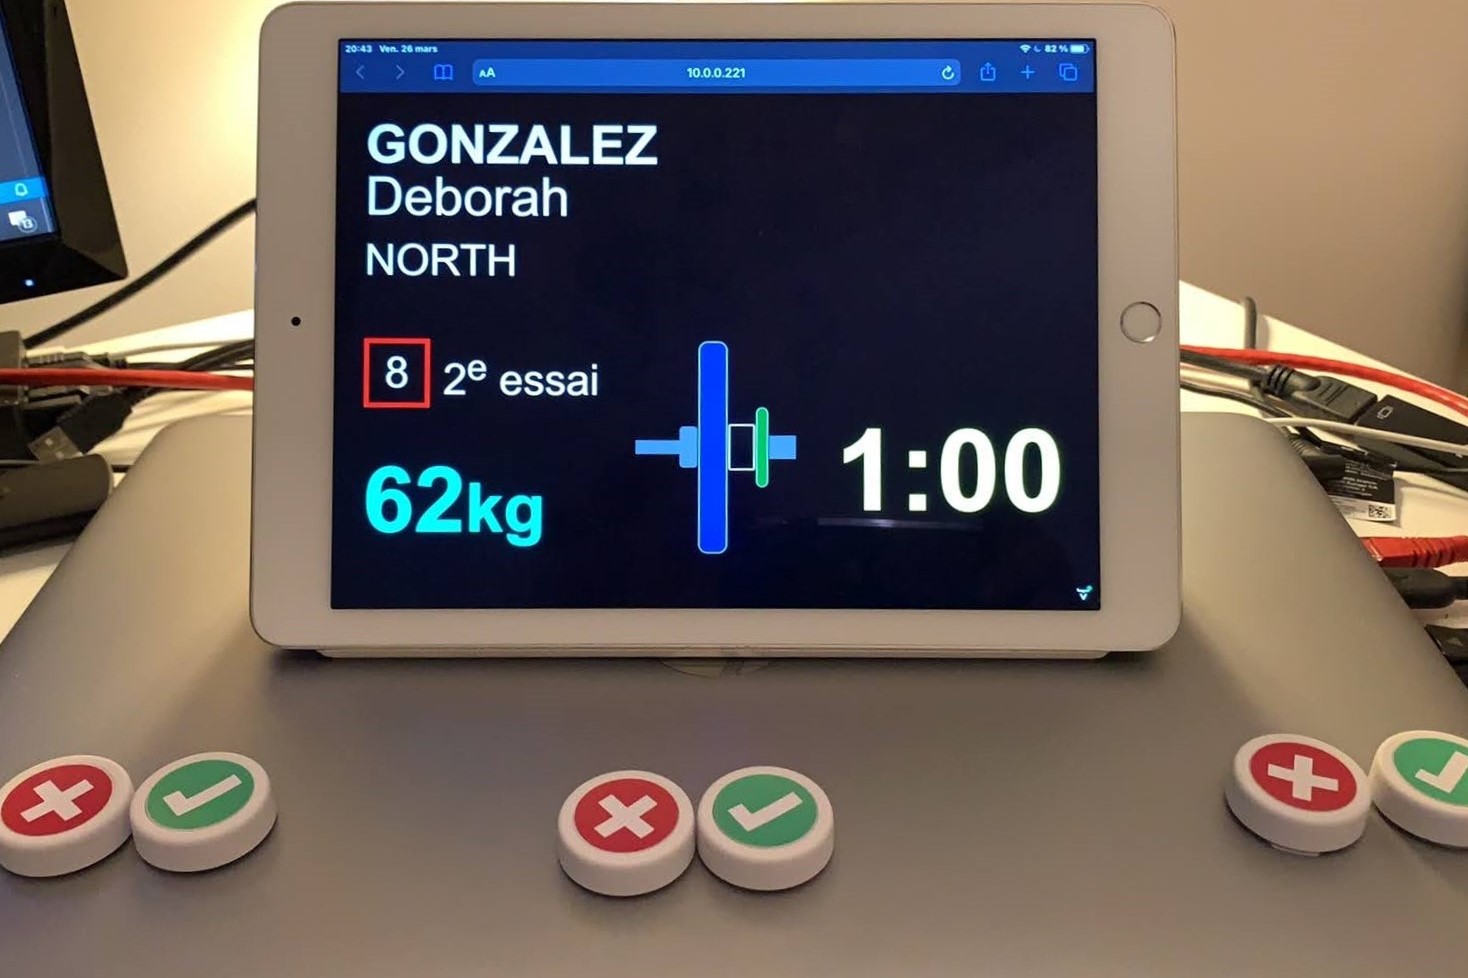 20:43 Ven. 26 mars
82 %
AA
10.0.0.221
GONZALEZ
Deborah
NORTH
8
2e essai
62kg
1:00